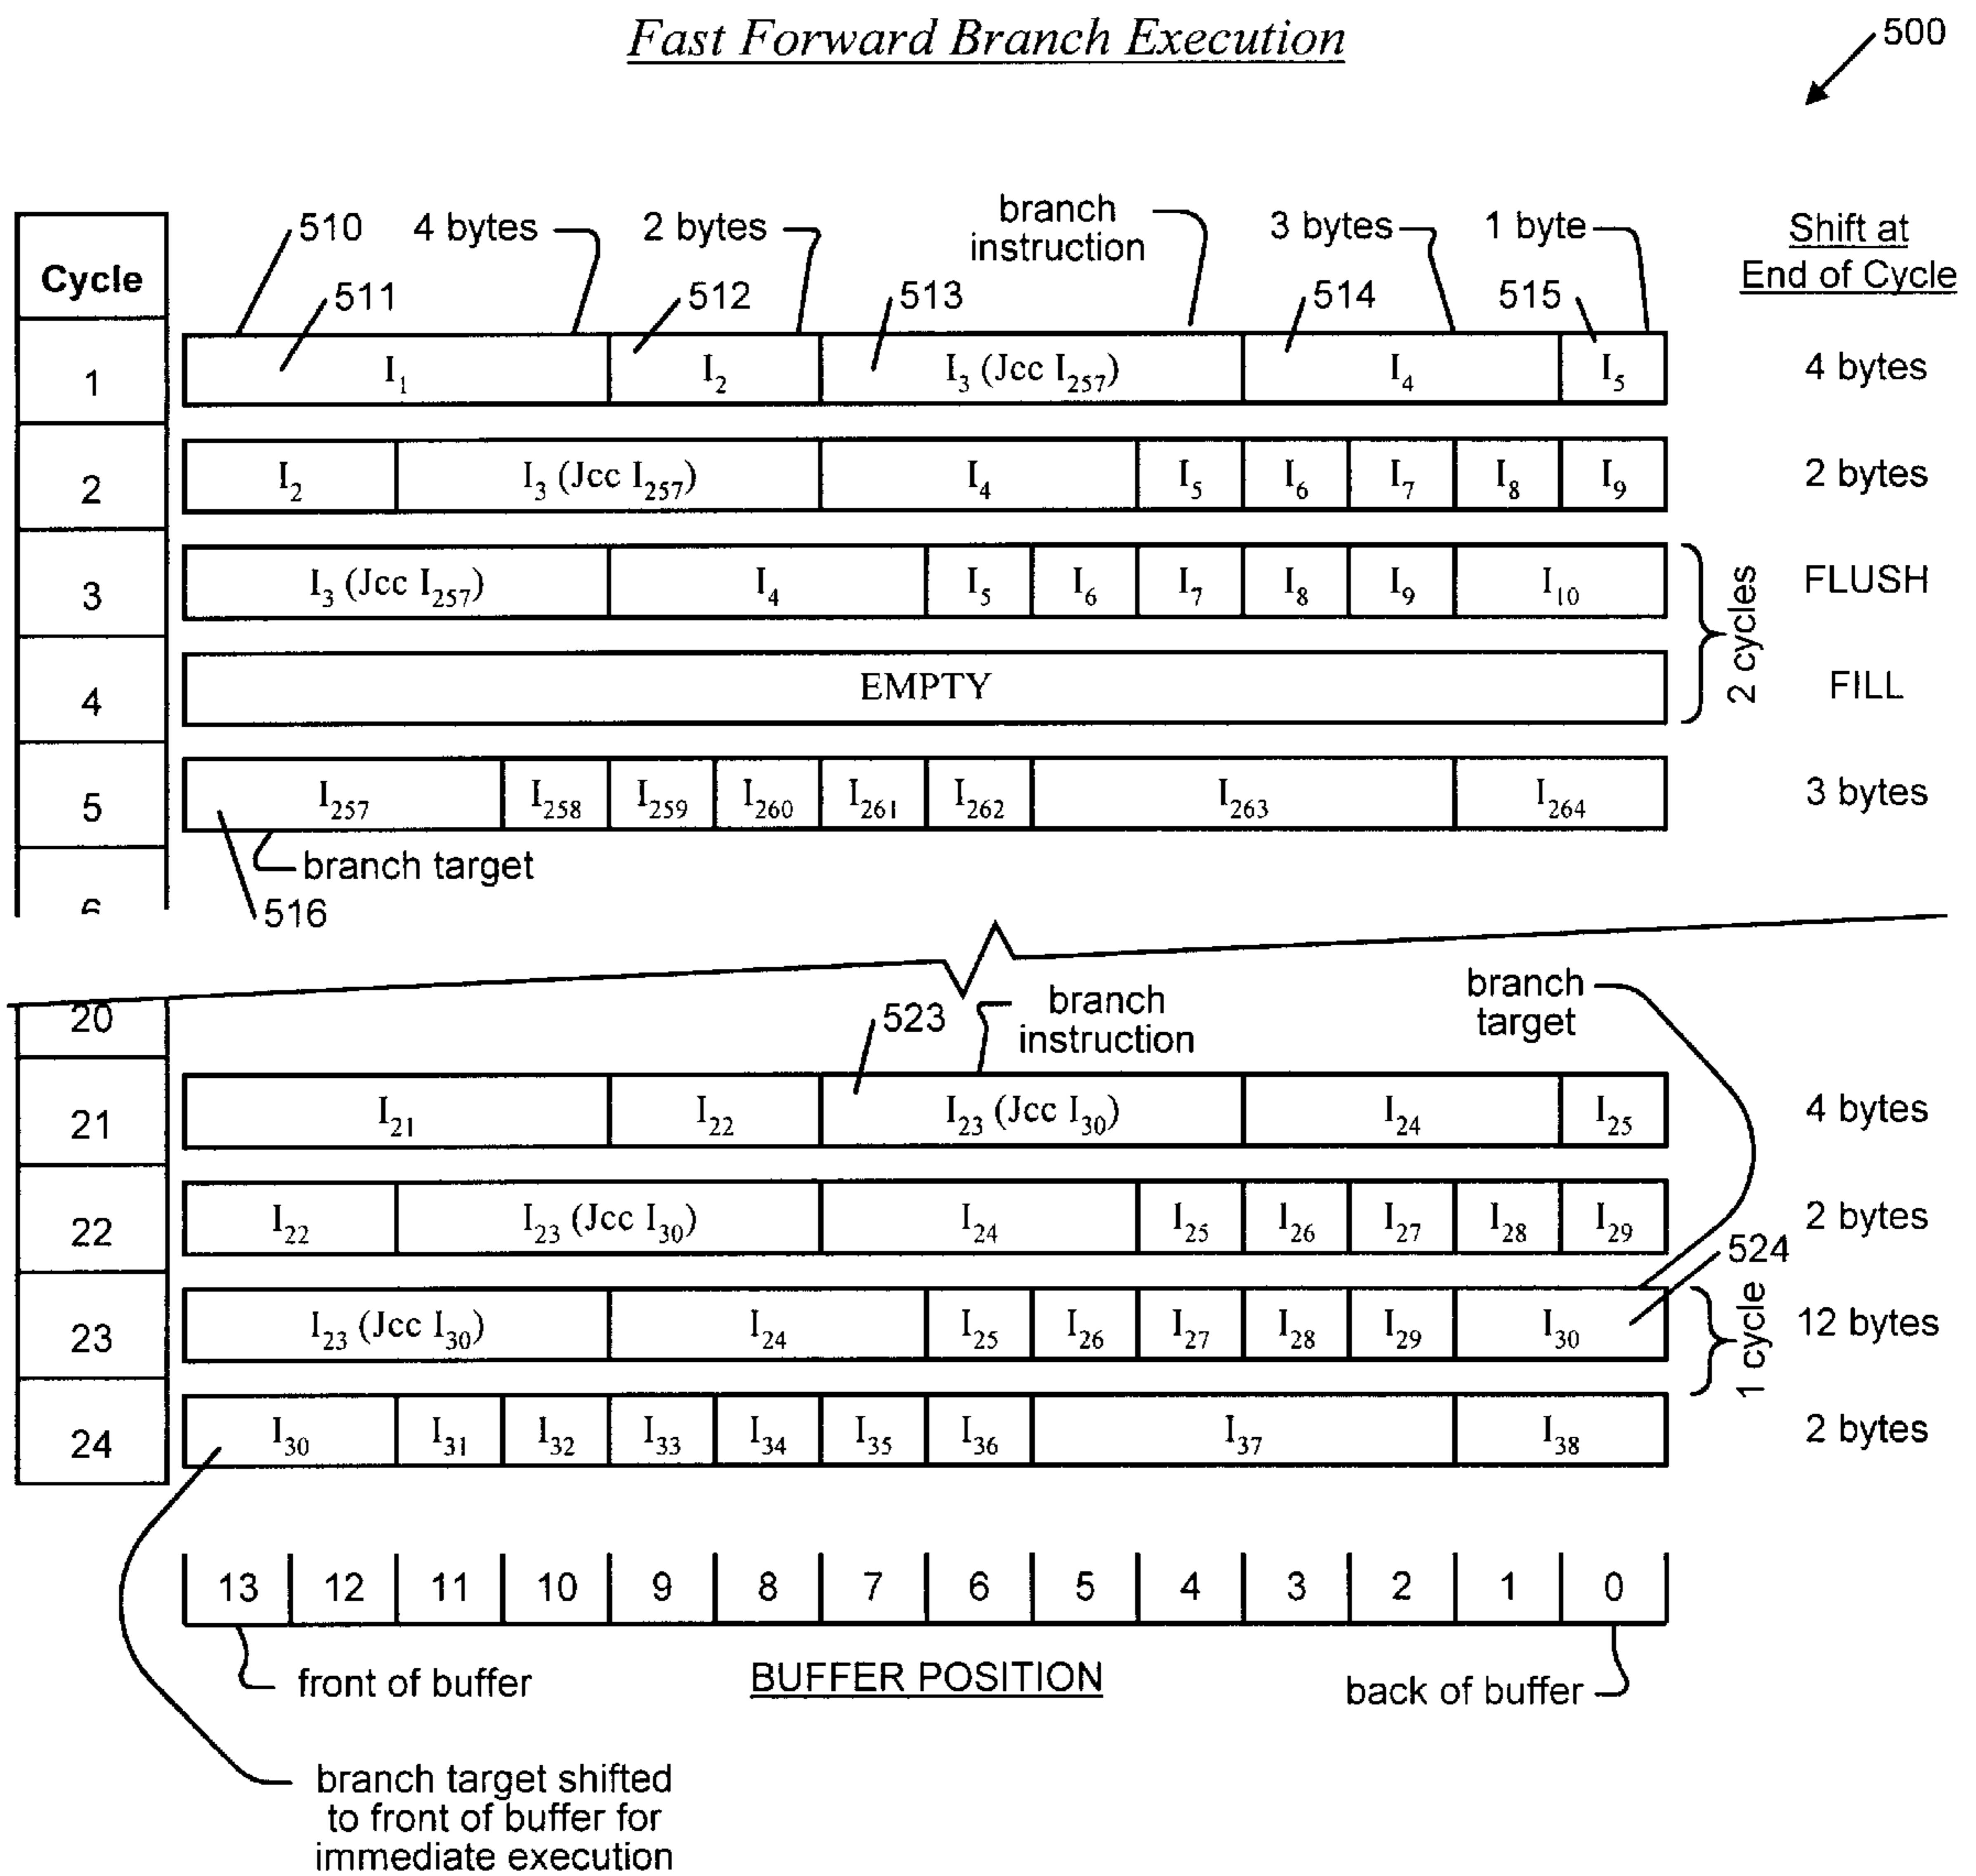 Fast Forward Branch Execution
500
Cycle
510
4 bytes
2 bytes
branch
instruction
3 bytes
1 byte
Shift at
End of Cycle
511
512
513
514
515
1
I1
I2
I3 (Jcc I257)
I4
I5
4 bytes
2
I2
I3 (Jcc I257)
I4
I5
I6
I7
I8
I9
2 bytes
3
I3 (Jcc I257)
I4
I5
I6
I7
I8
I9
I10
FLUSH
2 cycles
4
EMPTY
FILL
5
I257
I258
I259
I260
I261
I262
I263
I264
3 bytes
branch target
516
6
20
523
branch
instruction
branch
target
21
I21
I22
I23 (Jcc I30)
I24
I25
4 bytes
22
I22
I23 (Jcc I30)
I24
I25
I26
I27
I28
I29
2 bytes
524
23
I23 (Jcc I30)
I24
I25
I26
I27
I28
I29
I30
1 cycle
12 bytes
24
I30
I31
I32
I33
I34
I35
I36
I37
I38
2 bytes
13
12
11
10
9
8
7
6
5
4
3
2
1
0
front of buffer
BUFFER POSITION
back of buffer
branch target shifted
to front of buffer for
immediate execution